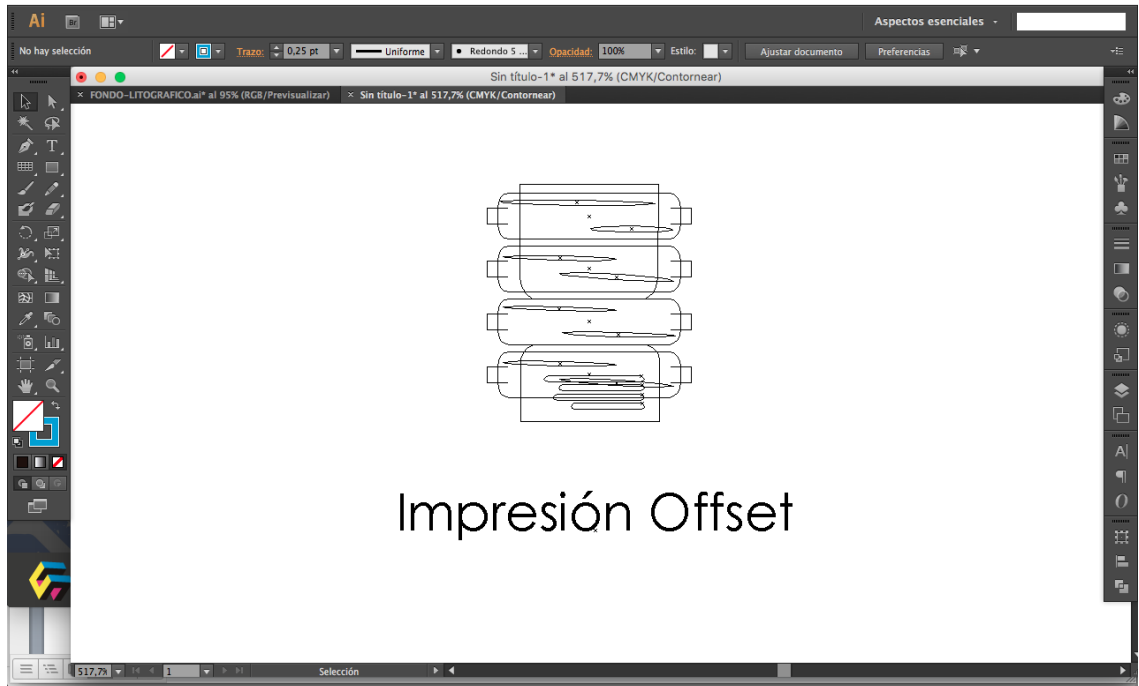 Ai Br Aspectos esenciales
No hay selección Trazo: 0,25 pt Uniforme Redondo S ... Opacidad: 100% Estilo: Ajustar documento Preferencias
Sin título-1* al 517,7% (CMYK/Contornear)
× FONDO-LITOGRAFICO.ai* al 95% (RGB/Previsualizar) × Sin título-1* al 517,7% (CMYK/Contornear)
Impresión Offset
517,7% 1 Selección